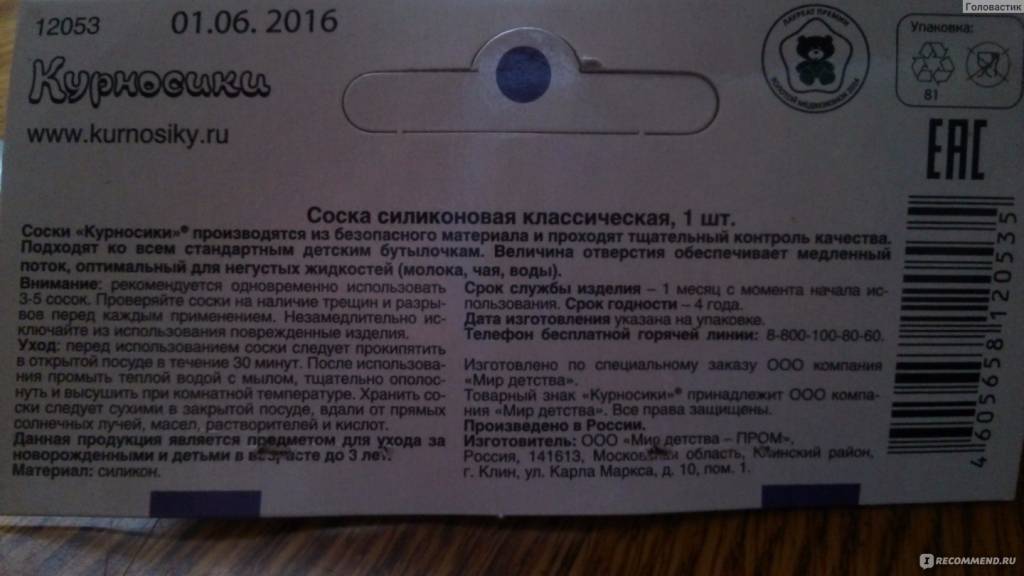 Головастик
12053
01.06. 2016
Курносики
www.kurnosiky.ru
ЛАУРЕАТ ПРЕМИИ
ЗОЛОТОЙ МЕДВЕЖОНОК
Упаковка:
81
EAC
Соска силиконовая классическая, 1 шт.
Соски «Курносики»® производятся из безопасного материала и проходят тщательный контроль качества.
Подходят ко всем стандартным детским бутылочкам. Величина отверстия обеспечивает медленный
поток, оптимальный для негустых жидкостей (молока, чая, воды).
Внимание: рекомендуется одновременно использовать
3-5 сосок. Проверяйте соски на наличие трещин и разры-
вов перед каждым применением. Незамедлительно ис-
ключайте из использования поврежденные изделия.
Уход: перед использованием соски следует прокипятить
в открытой посуде в течение 30 минут. После использова-
ния промыть теплой водой с мылом, тщательно ополос-
нуть и высушить при комнатной температуре. Хранить со-
ски следует сухими в закрытой посуде, вдали от прямых
солнечных лучей, масел, растворителей и кислот.
Данная продукция является предметом для ухода за
новорожденными и детьми в возрасте до 3 лет.
Материал: силикон.
Срок службы изделия – 1 месяц с момента начала ис-
пользования. Срок годности – 4 года.
Дата изготовления указана на упаковке.
Телефон бесплатной горячей линии: 8-800-100-80-60.
Изготовлено по специальному заказу ООО компания
«Мир детства».
Товарный знак «Курносики»® принадлежит ООО компа-
ния «Мир детства». Все права защищены.
Произведено в России.
Изготовитель: ООО «Мир детства – ПРОМ»,
Россия, 141613, Московская область, Клинский район,
г. Клин, ул. Карла Маркса, д. 10, пом. 1.
4 605658 120535
IRECOMMEND.RU